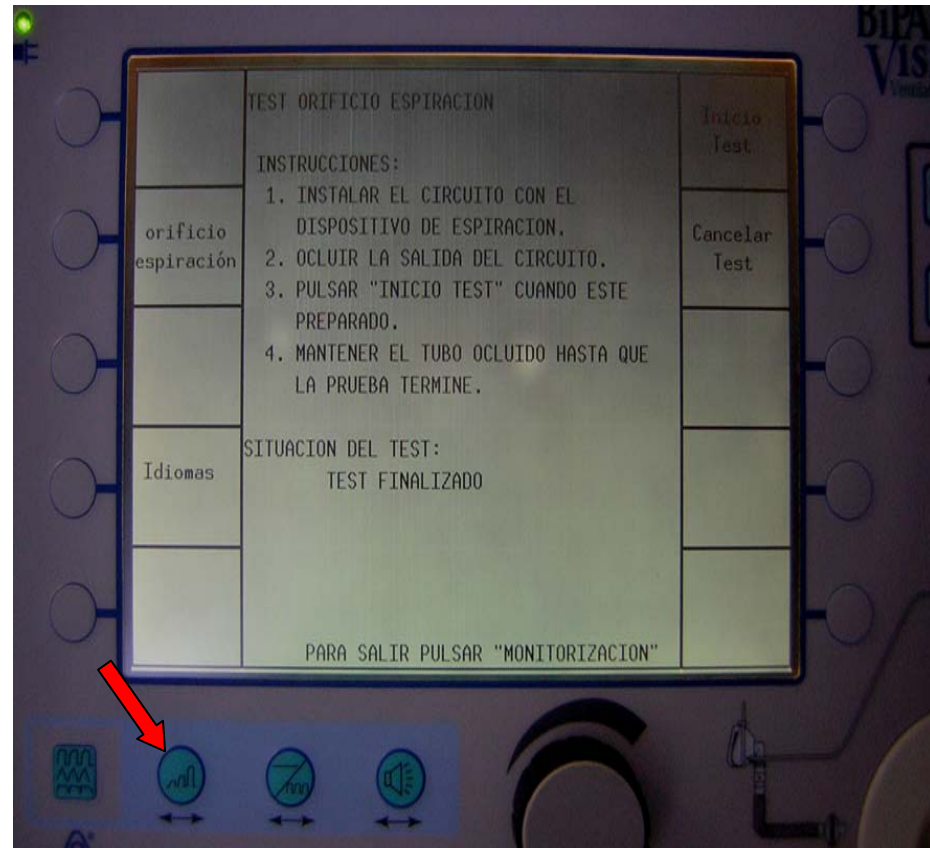 BiPA
Vis
TEST ORIFICIO ESPIRACION
Inicio
Test
INSTRUCCIONES:
1. INSTALAR EL CIRCUITO CON EL
DISPOSITIVO DE ESPIRACION.
orificio
espiración
Cancelar
Test
2. OCLUIR LA SALIDA DEL CIRCUITO.
3. PULSAR "INICIO TEST" CUANDO ESTE
PREPARADO.
4. MANTENER EL TUBO OCLUIDO HASTA QUE
LA PRUEBA TERMINE.
SITUACION DEL TEST:
Idiomas
TEST FINALIZADO
PARA SALIR PULSAR "MONITORIZACION"